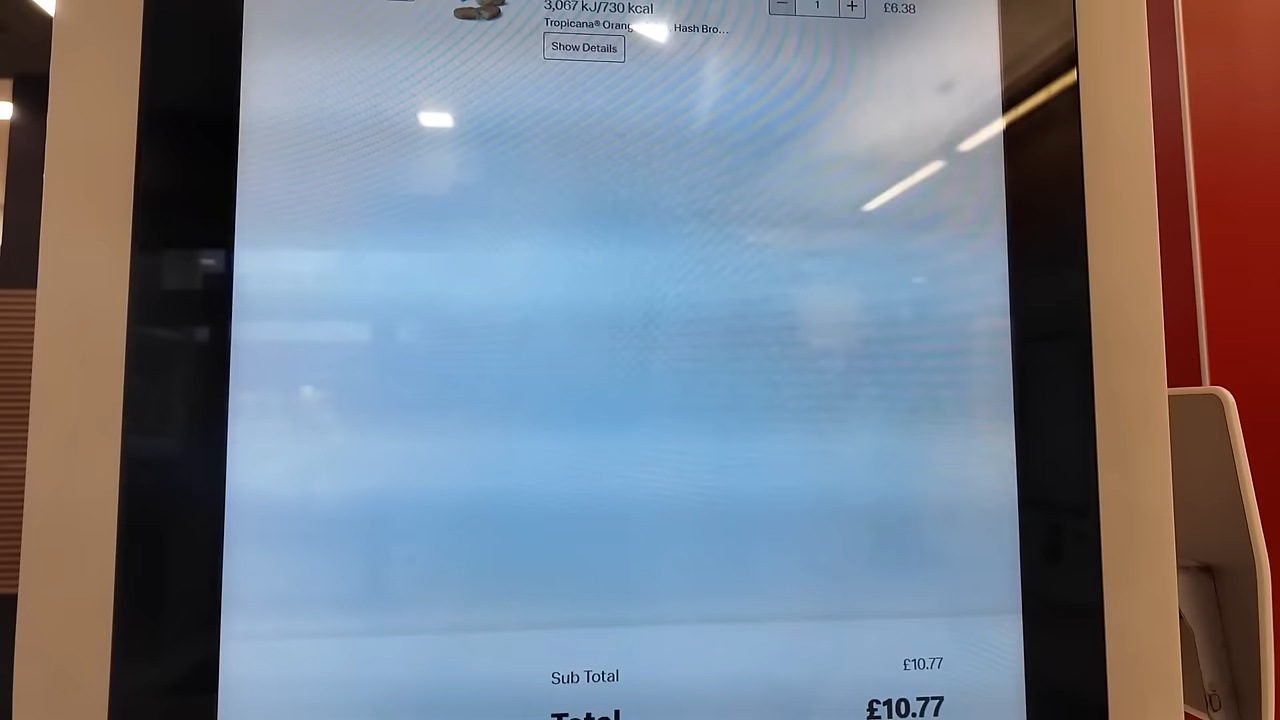 3,067 kJ/730 kcal
− 1 + £6.38
Tropicana® Orang Hash Bro...
Show Details
Sub Total £10.77
Total £10.77